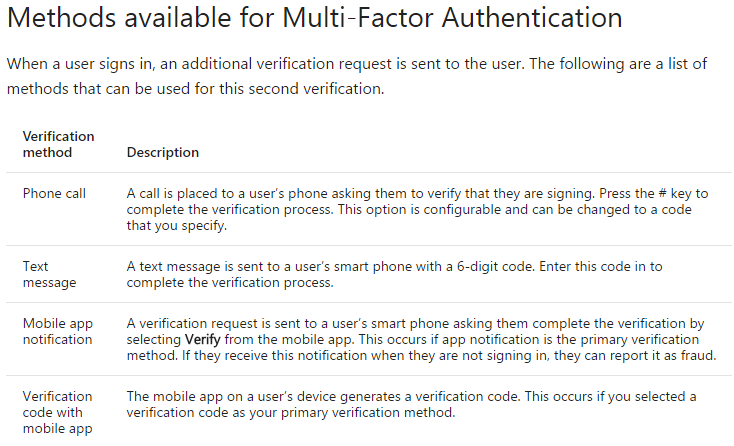 Methods available for Multi-Factor Authentication
When a user signs in, an additional verification request is sent to the user. The following are a list of
methods that can be used for this second verification.
Verification
method
Description
Phone call
A call is placed to a user's phone asking them to verify that they are signing. Press the # key to
complete the verification process. This option is configurable and can be changed to a code
that you specify.
Text
message
A text message is sent to a user's smart phone with a 6-digit code. Enter this code in to
complete the verification process.
Mobile app
notification
A verification request is sent to a user's smart phone asking them complete the verification by
selecting Verify from the mobile app. This occurs if app notification is the primary verification
method. If they receive this notification when they are not signing in, they can report it as fraud.
Verification
code with
mobile app
The mobile app on a user's device generates a verification code. This occurs if you selected a
verification code as your primary verification method.